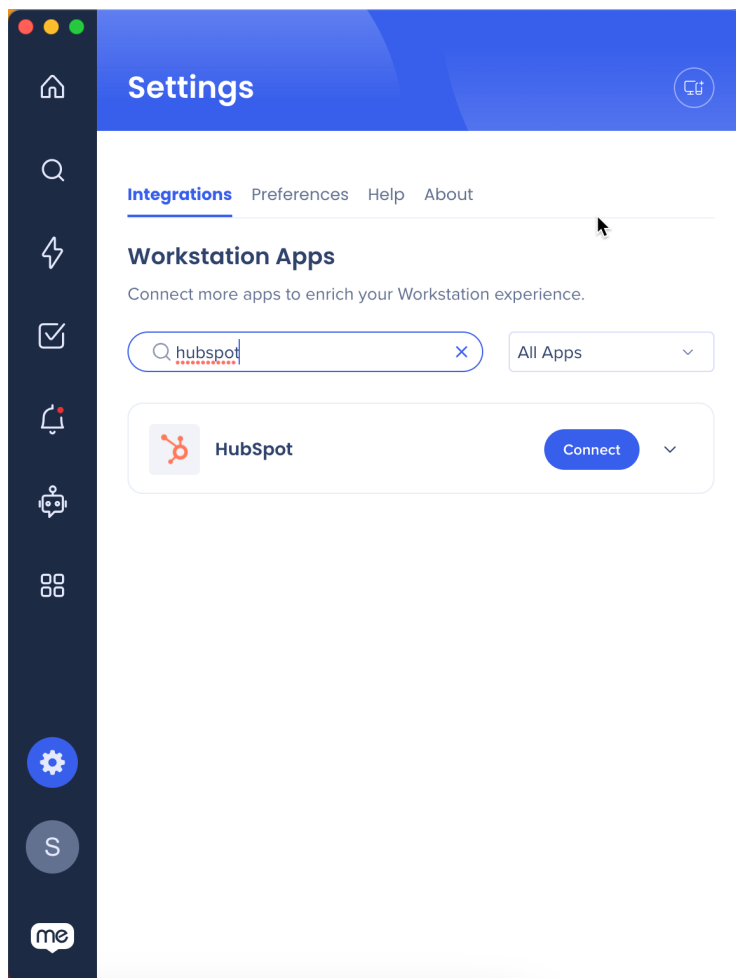 Settings
Integrations Preferences Help About
Workstation Apps
Connect more apps to enrich your Workstation experience.
hubspot All Apps
HubSpot Connect
S
me